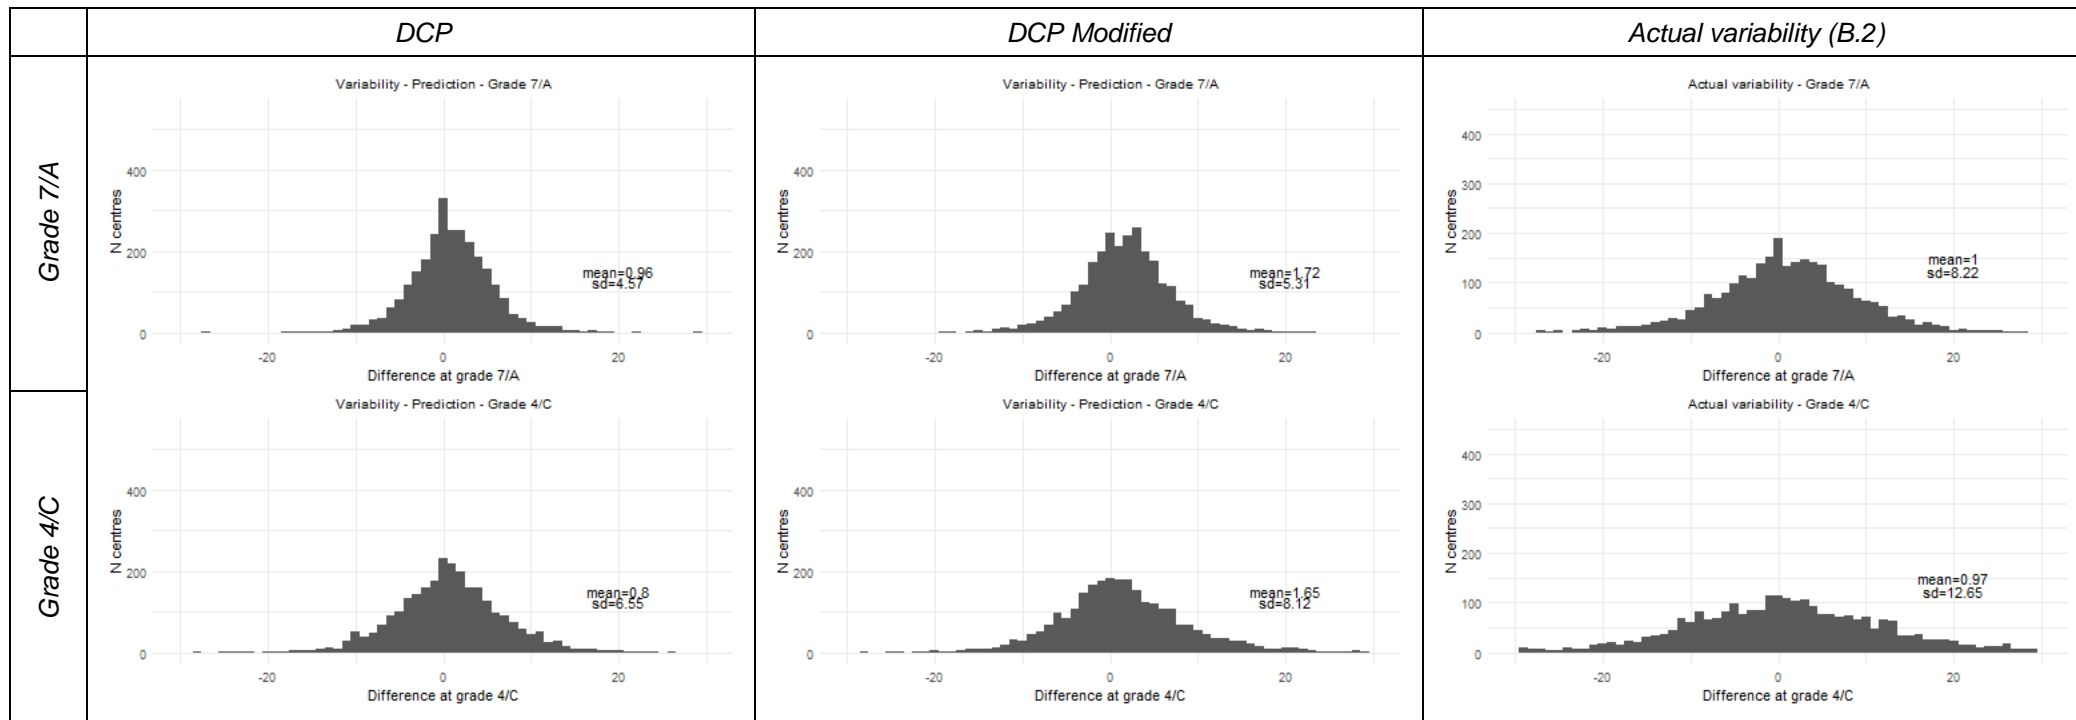 DCP
DCP Modified
Actual variability (B.2)
Grade 7/A
Variability - Prediction - Grade 7/A
N centres
400
200
0
mean=0.96
sd=4.57
-20
0
20
Difference at grade 7/A
Variability - Prediction - Grade 7/A
N centres
400
200
0
mean=1.72
sd=5.31
-20
0
20
Difference at grade 7/A
Actual variability - Grade 7/A
N centres
400
300
200
100
0
mean=1
sd=8.22
-20
0
20
Difference at grade 7/A
Grade 4/C
Variability - Prediction - Grade 4/C
N centres
400
200
0
mean=0.8
sd=6.55
-20
0
20
Difference at grade 4/C
Variability - Prediction - Grade 4/C
N centres
400
200
0
mean=1.65
sd=8.12
-20
0
20
Difference at grade 4/C
Actual variability - Grade 4/C
N centres
400
300
200
100
0
mean=0.97
sd=12.65
-20
0
20
Difference at grade 4/C